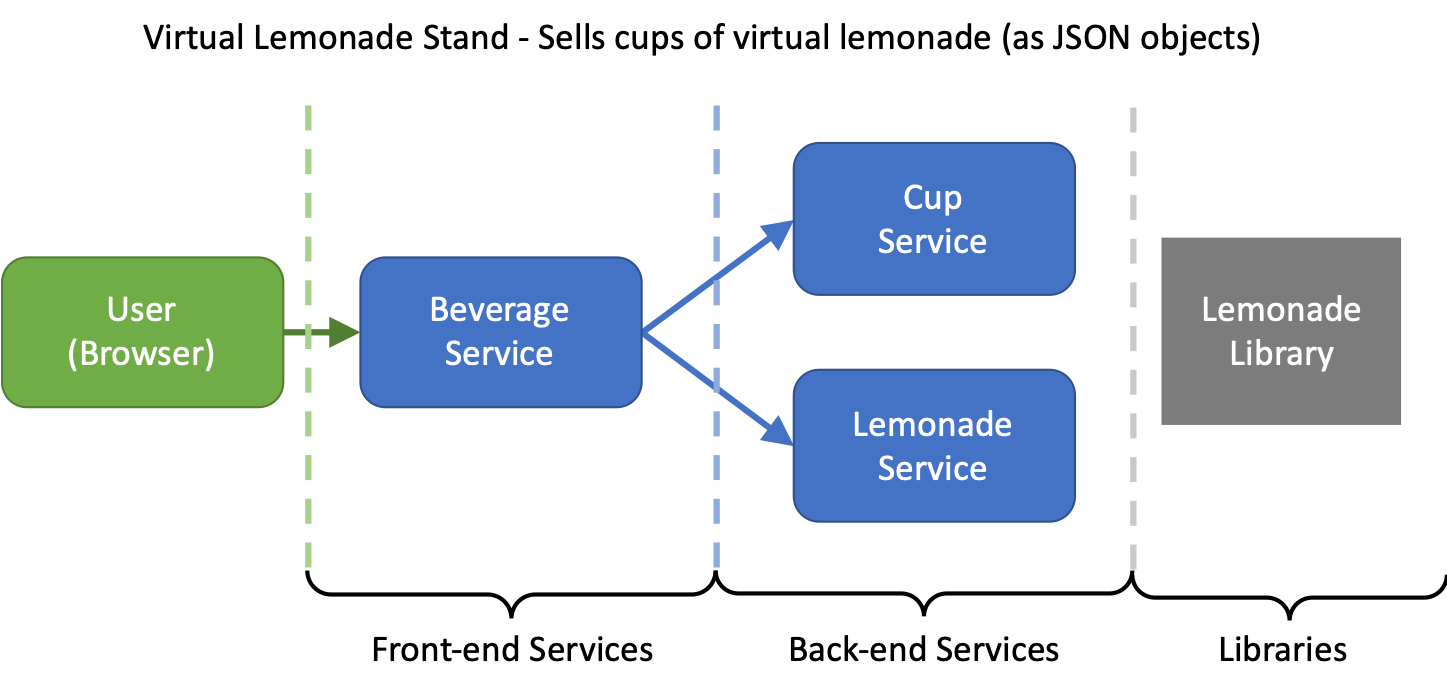 Virtual Lemonade Stand - Sells cups of virtual lemonade (as JSON objects)
User
(Browser)
Beverage
Service
Cup
Service
Lemonade
Service
Lemonade
Library
Front-end Services
Back-end Services
Libraries